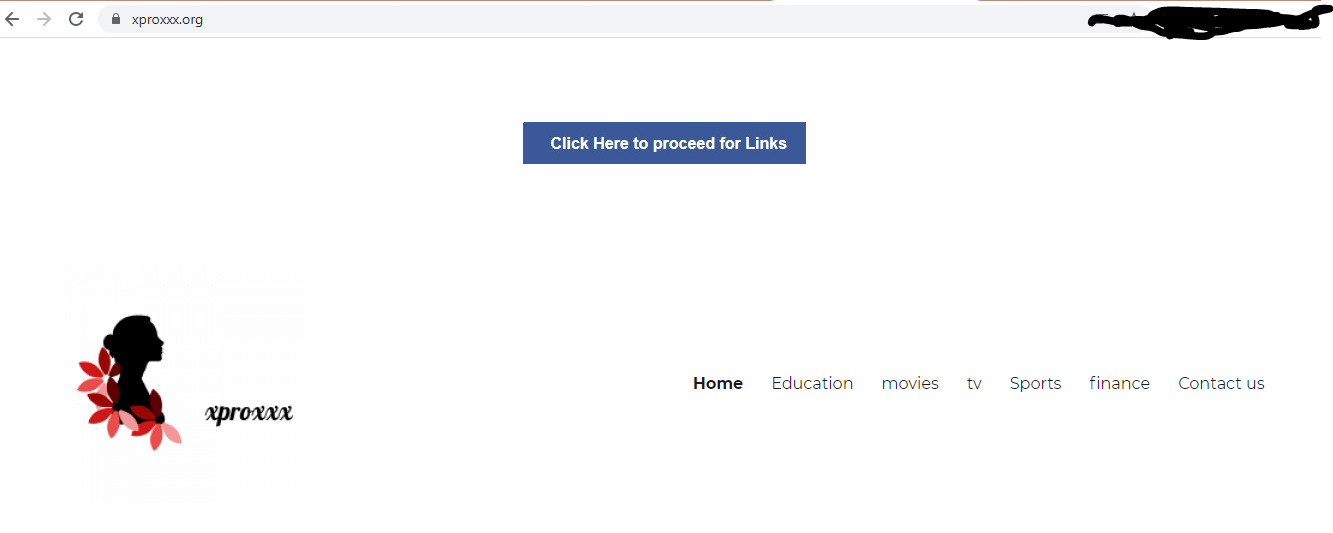 xproxxx.org
Click Here to proceed for Links
xproxxx
Home Education movies tv Sports finance Contact us